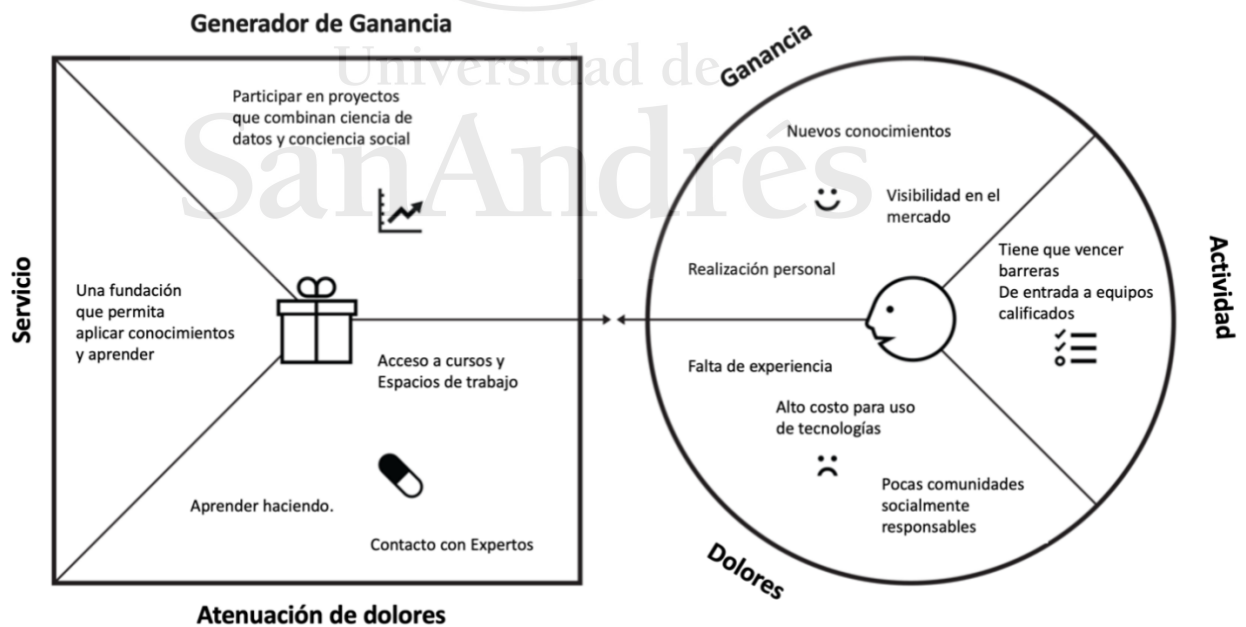 Generador de Ganancia
Universidad de
SanAndrés
Participar en proyectos
que combinan ciencia de
datos y conciencia social
Servicio
Una fundación
que permita
aplicar conocimientos
y aprender
Acceso a cursos y
Espacios de trabajo
Aprender haciendo.
Contacto con Expertos
Atenuación de dolores
Ganancia
Nuevos conocimientos
Visibilidad en el
mercado
Realización personal
Tiene que vencer
barreras
De entrada a equipos
calificados
Actividad
Falta de experiencia
Alto costo para uso
de tecnologías
Pocas comunidades
socialmente
responsables
Dolores